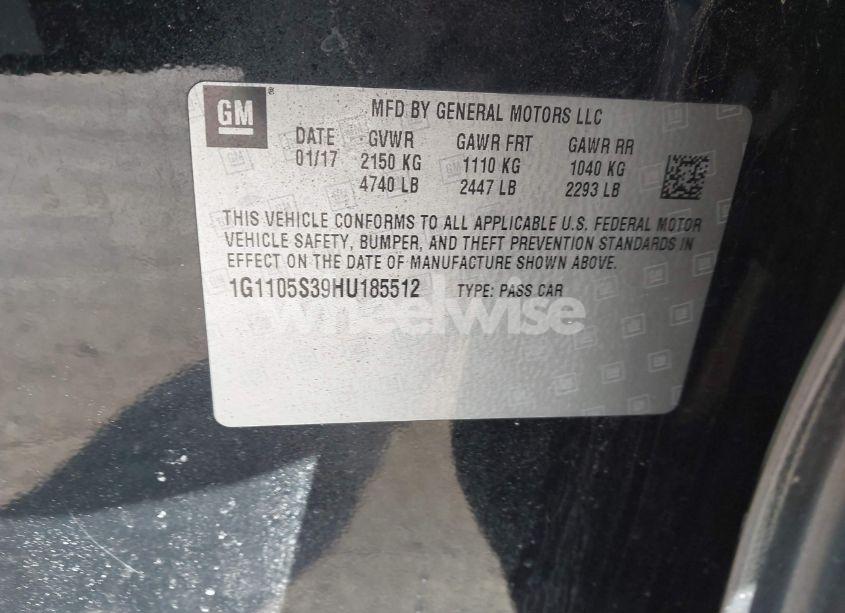 GM ® MFD BY GENERAL MOTORS LLC
DATE GVWR GAWR FRT GAWR RR
01/17 2150 KG 1110 KG 1040 KG
4740 LB 2447 LB 2293 LB
THIS VEHICLE CONFORMS TO ALL APPLICABLE U.S. FEDERAL MOTOR
VEHICLE SAFETY, BUMPER, AND THEFT PREVENTION STANDARDS IN
EFFECT ON THE DATE OF MANUFACTURE SHOWN ABOVE.
1G1105S39HU185512 TYPE: PASS CAR
wheelwise